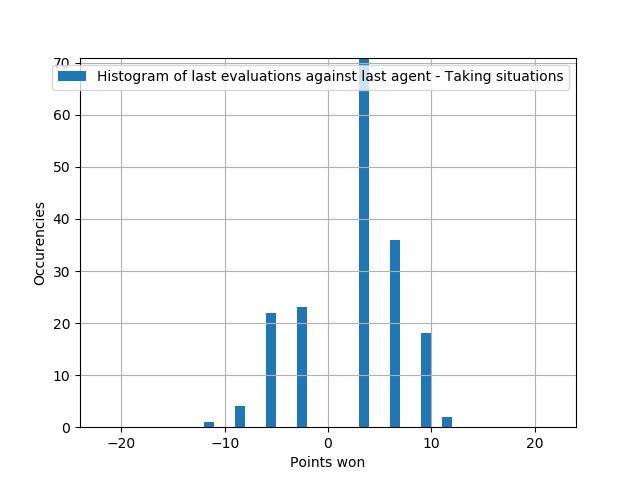 70
Histogram of last evaluations against last agent - Taking situations
60
50
40
30
20
10
0
Occurencies
−20 −10 0 10 20
Points won